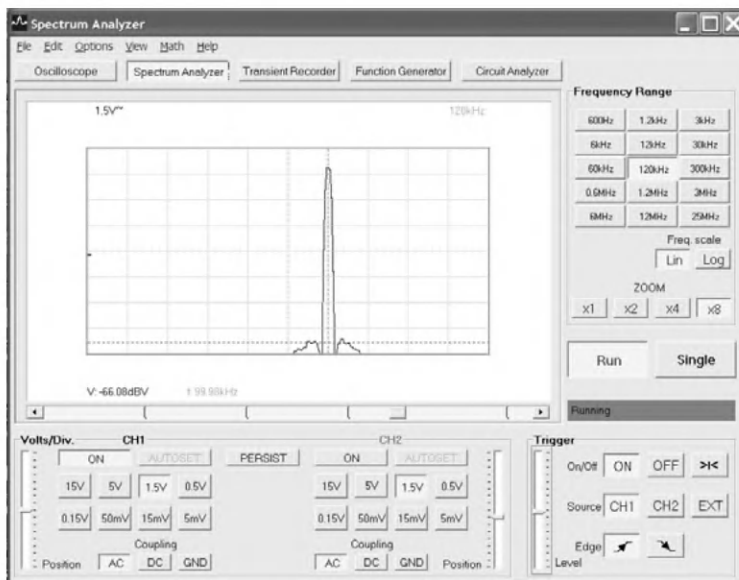 Spectrum Analyzer
File Edit Options View Math Help
Oscilloscope Spectrum Analyzer Transient Recorder Function Generator Circuit Analyzer
1.5V~ 120kHz
V: -66.08dBV f: 99.98kHz
Frequency Range
600Hz 1.2kHz 3kHz
6kHz 12kHz 30kHz
60kHz 120kHz 300kHz
0.6MHz 1.2MHz 3MHz
6MHz 12MHz 25MHz
Freq. scale
Lin Log
ZOOM
x1 x2 x4 x8
Run Single
Running
Volts/Div. CH1 CH2
ON AUTOSET PERSIST ON AUTOSET
15V 5V 1.5V 0.5V 15V 5V 1.5V 0.5V
0.15V 50mV 15mV 5mV 0.15V 50mV 15mV 5mV
Coupling Coupling
Position AC DC GND AC DC GND Position
Trigger
On/Off ON OFF >I<
Source CH1 CH2 EXT
Edge
Level